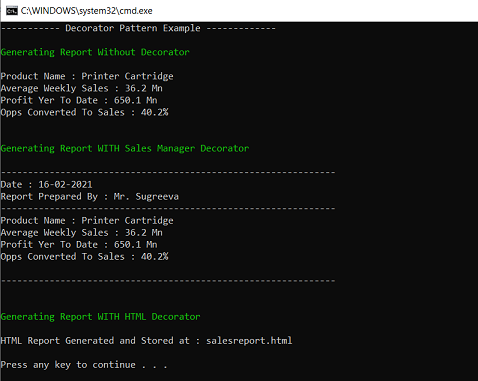 C:\WINDOWS\system32\cmd.exe
----------- Decorator Pattern Example -------------
Generating Report Without Decorator
Product Name : Printer Cartridge
Average Weekly Sales : 36.2 Mn
Profit Yer To Date : 650.1 Mn
Opps Converted To Sales : 40.2%
Generating Report WITH Sales Manager Decorator
--------------------------------------------------------------
Date : 16-02-2021
Report Prepared By : Mr. Sugreeva
--------------------------------------------------------------
Product Name : Printer Cartridge
Average Weekly Sales : 36.2 Mn
Profit Yer To Date : 650.1 Mn
Opps Converted To Sales : 40.2%
--------------------------------------------------------------
Generating Report WITH HTML Decorator
HTML Report Generated and Stored at : salesreport.html
Press any key to continue . . .